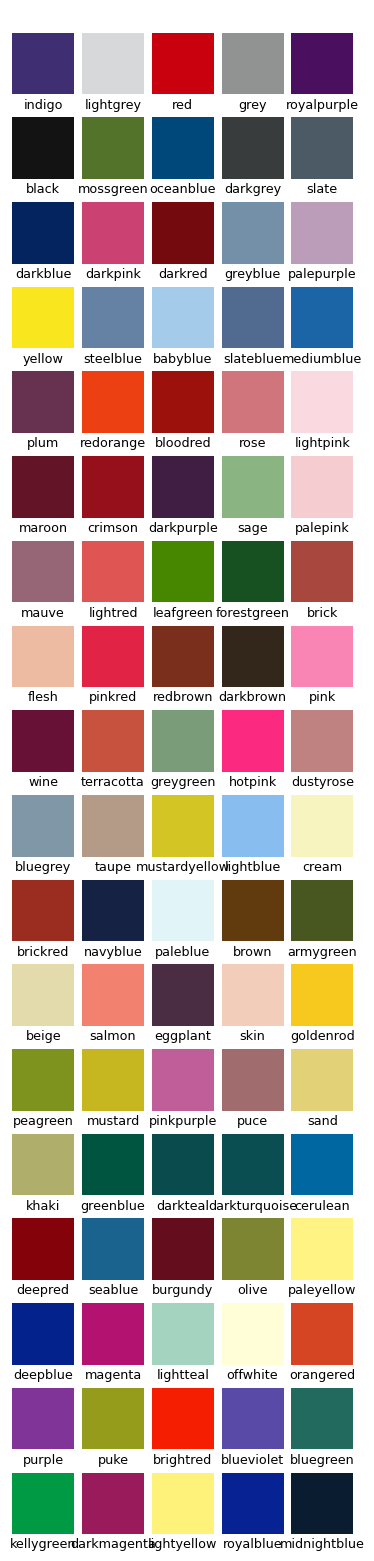 indigo lightgrey red grey royalpurple
black mossgreen oceanblue darkgrey slate
darkblue darkpink darkred greyblue palepurple
yellow steelblue babyblue slateblue mediumblue
plum redorange bloodred rose lightpink
maroon crimson darkpurple sage palepink
mauve lightred leafgreen forestgreen brick
flesh pinkred redbrown darkbrown pink
wine terracotta greygreen hotpink dustyrose
bluegrey taupe mustardyellow lightblue cream
brickred navyblue paleblue brown armygreen
beige salmon eggplant skin goldenrod
peagreen mustard pinkpurple puce sand
khaki greenblue darkteal darkturquoise cerulean
deepred seablue burgundy olive paleyellow
deepblue magenta lightteal offwhite orangered
purple puke brightred blueviolet bluegreen
kellygreen darkmagenta lightyellow royalblue midnightblue